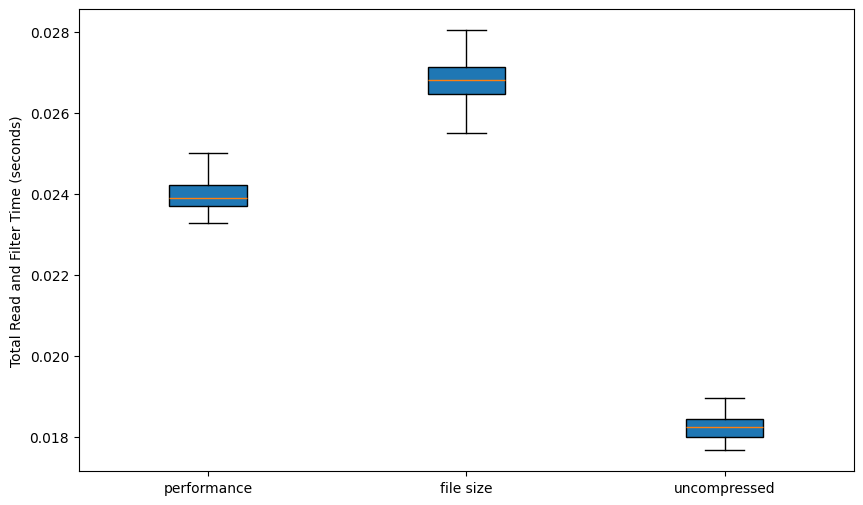 Total Read and Filter Time (seconds)
0.028
0.026
0.024
0.022
0.020
0.018
performance
file size
uncompressed